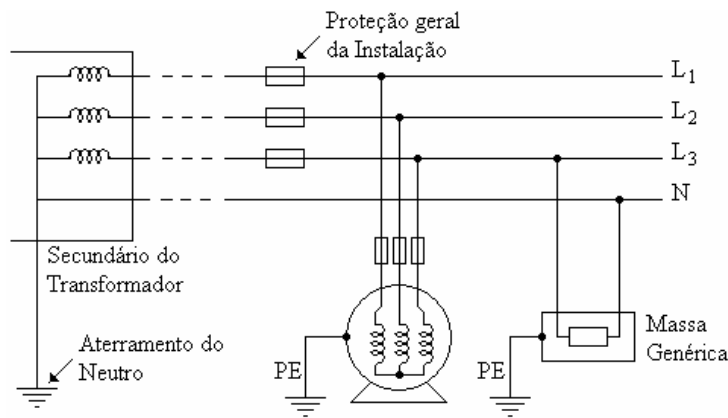 Proteção geral
da Instalação
L1
L2
L3
N
Secundário do
Transformador
Aterramento do
Neutro
PE
PE
Massa
Genérica